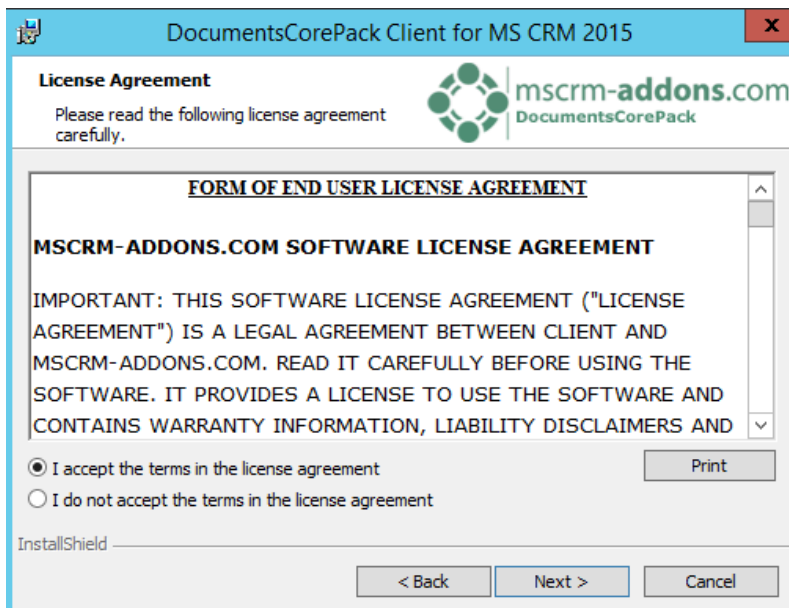 DocumentsCorePack Client for MS CRM 2015
x
License Agreement
Please read the following license agreement
carefully.
mscrm-addons.com
DocumentsCorePack
FORM OF END USER LICENSE AGREEMENT
MSCRM-ADDONS.COM SOFTWARE LICENSE AGREEMENT
IMPORTANT: THIS SOFTWARE LICENSE AGREEMENT ("LICENSE
AGREEMENT") IS A LEGAL AGREEMENT BETWEEN CLIENT AND
MSCRM-ADDONS.COM. READ IT CAREFULLY BEFORE USING THE
SOFTWARE. IT PROVIDES A LICENSE TO USE THE SOFTWARE AND
CONTAINS WARRANTY INFORMATION, LIABILITY DISCLAIMERS AND
I accept the terms in the license agreement
Print
I do not accept the terms in the license agreement
InstallShield
< Back
Next >
Cancel